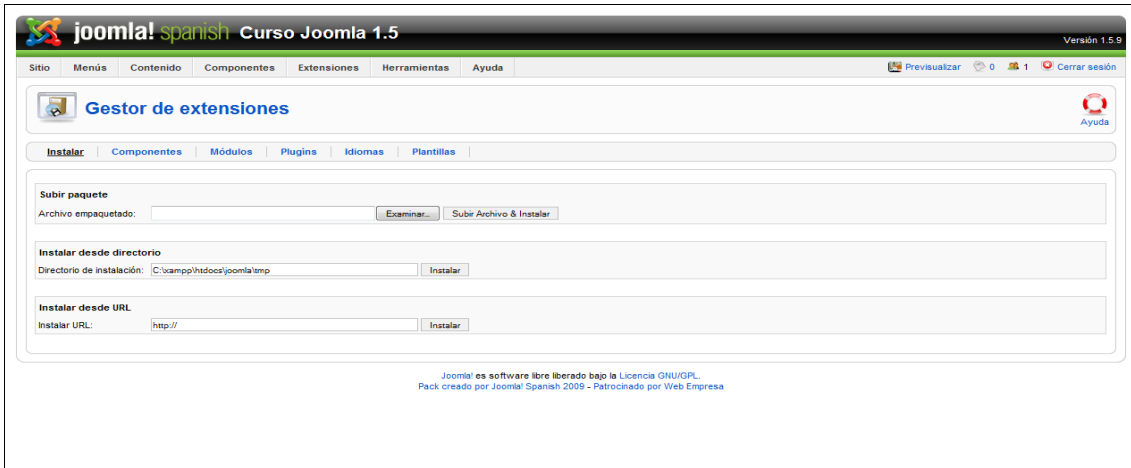 joomla! spanish Curso Joomla 1.5
Versión 1.5.9
Sitio Menús Contenido Componentes Extensiones Herramientas Ayuda Previsualizar 0 1 Cerrar sesión
Gestor de extensiones
Ayuda
Instalar Componentes Módulos Plugins Idiomas Plantillas
Subir paquete
Archivo empaquetado: Examinar... Subir Archivo & Instalar
Instalar desde directorio
Directorio de instalación: C:\xampp\htdocs\joomla\tmp Instalar
Instalar desde URL
Instalar URL: http:// Instalar
Joomla! es software libre liberado bajo la Licencia GNU/GPL.
Pack creado por Joomla! Spanish 2009 - Patrocinado por Web Empresa